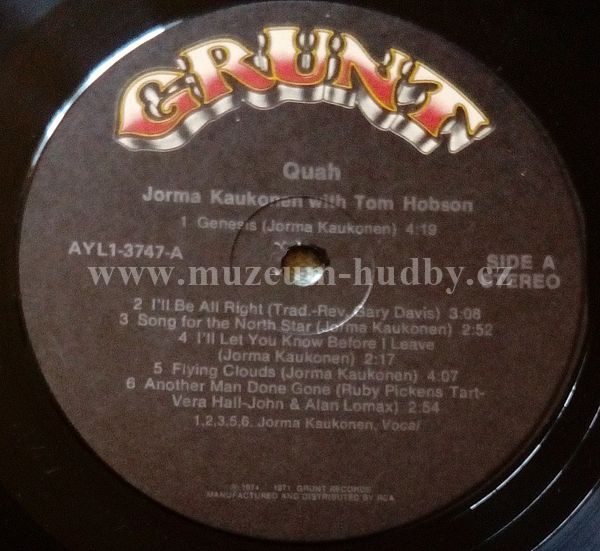 GRUNT
Quah
Jorma Kaukonen with Tom Hobson
1 Genesis (Jorma Kaukonen) 4:19
AYL1-3747-A
SIDE A
STEREO
www.muzeum-hudby.cz
2 I'll Be All Right (Trad.-Rev. Gary Davis) 3:08
3 Song for the North Star (Jorma Kaukonen) 2:52
4 I'll Let You Know Before I Leave
(Jorma Kaukonen) 2:17
5 Flying Clouds (Jorma Kaukonen) 4:07
6 Another Man Done Gone (Ruby Pickens Tart-
Vera Hall-John & Alan Lomax) 2:54
1,2,3,5,6, Jorma Kaukonen, Vocal
1974 1971 GRUNT RECORDS
MANUFACTURED AND DISTRIBUTED BY RCA